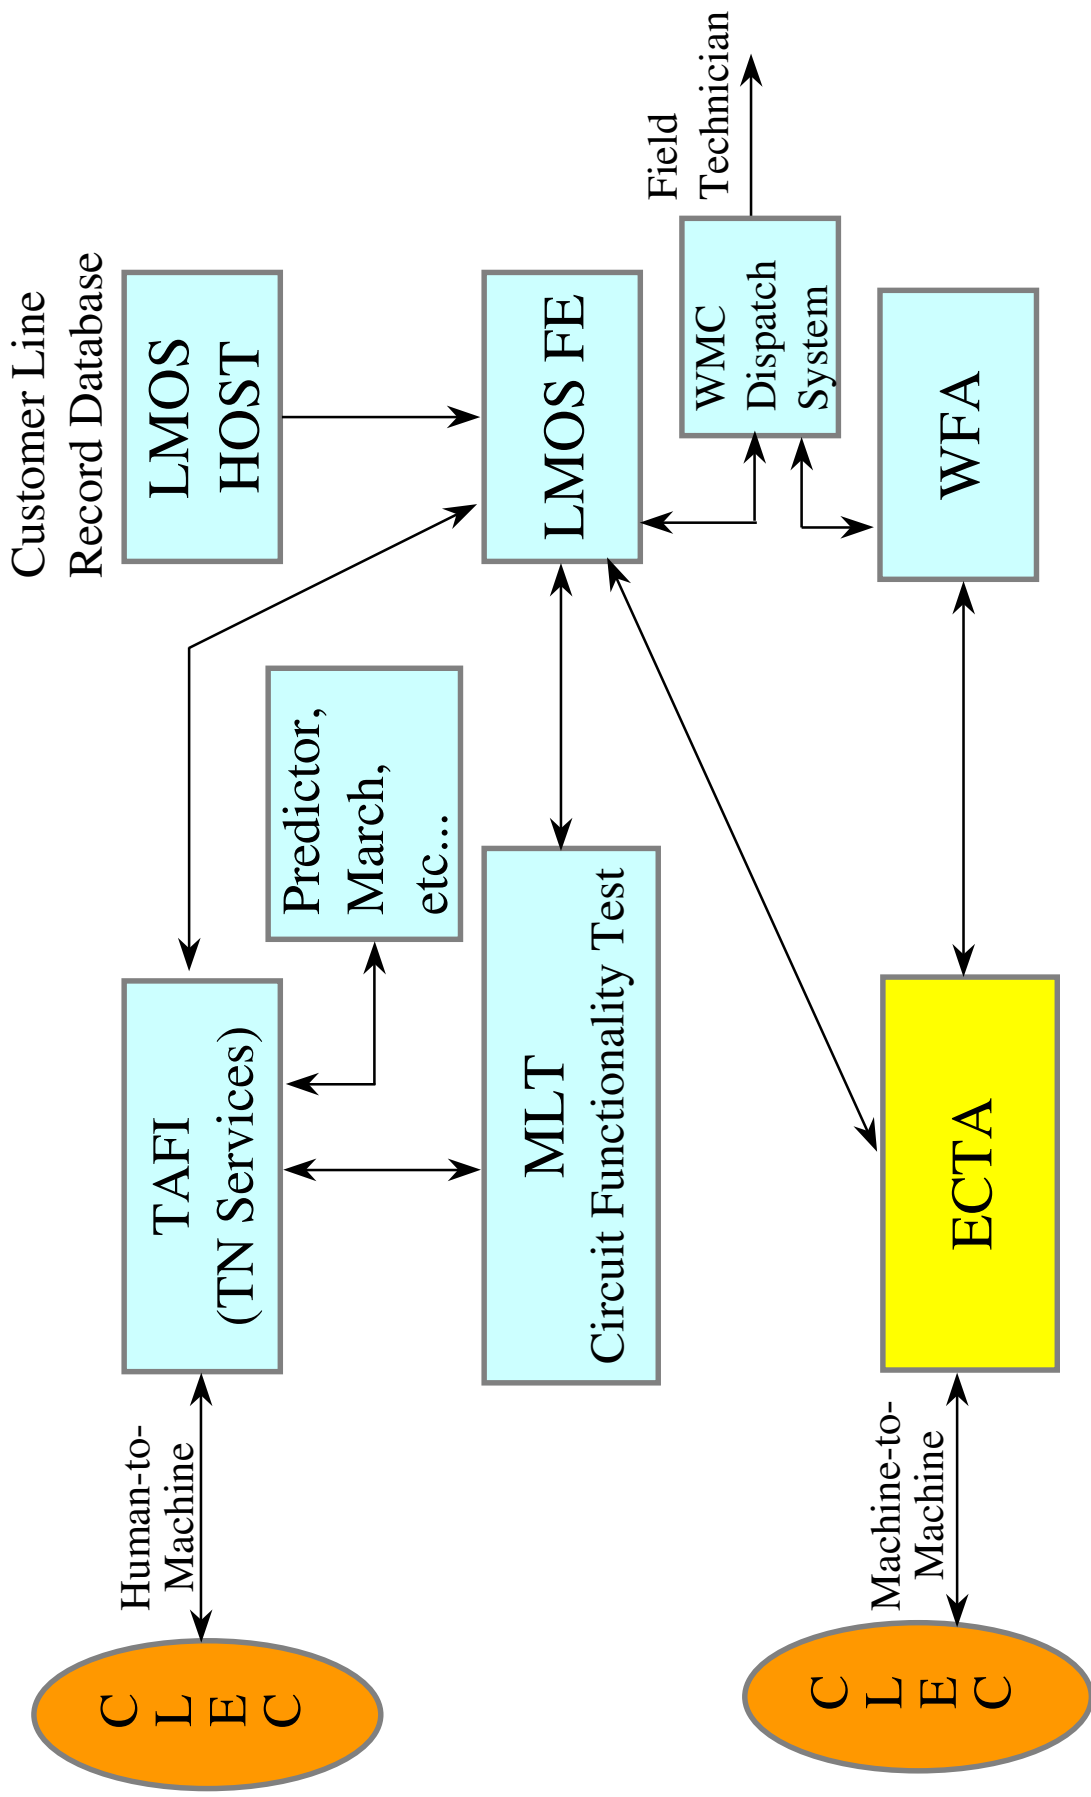 Customer Line
Record Database
LMOS
HOST
LMOS FE
Field
Technician
WMC
Dispatch
System
WFA
Predictor,
March,
etc...
TAFI
(TN Services)
MLT
Circuit Functionality Test
ECTA
Human-to-
Machine
Machine-to-
Machine
C
L
E
C
C
L
E
C